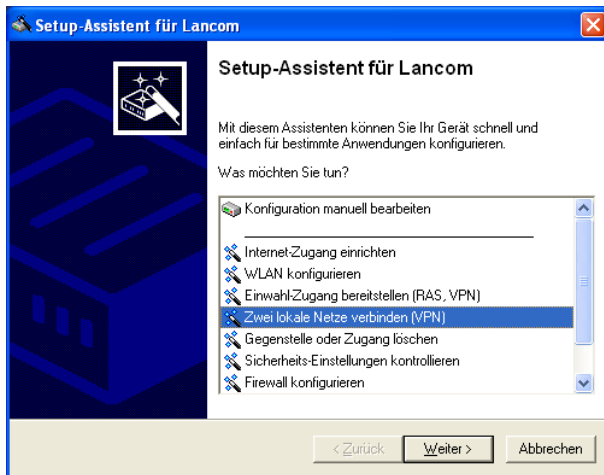 Setup-Assistent für Lancom
Setup-Assistent für Lancom
Mit diesem Assistenten können Sie Ihr Gerät schnell und
einfach für bestimmte Anwendungen konfigurieren.
Was möchten Sie tun?
Konfiguration manuell bearbeiten
Internet-Zugang einrichten
WLAN konfigurieren
Einwahl-Zugang bereitstellen (RAS, VPN)
Zwei lokale Netze verbinden (VPN)
Gegenstelle oder Zugang löschen
Sicherheits-Einstellungen kontrollieren
Firewall konfigurieren
< Zurück Weiter > Abbrechen